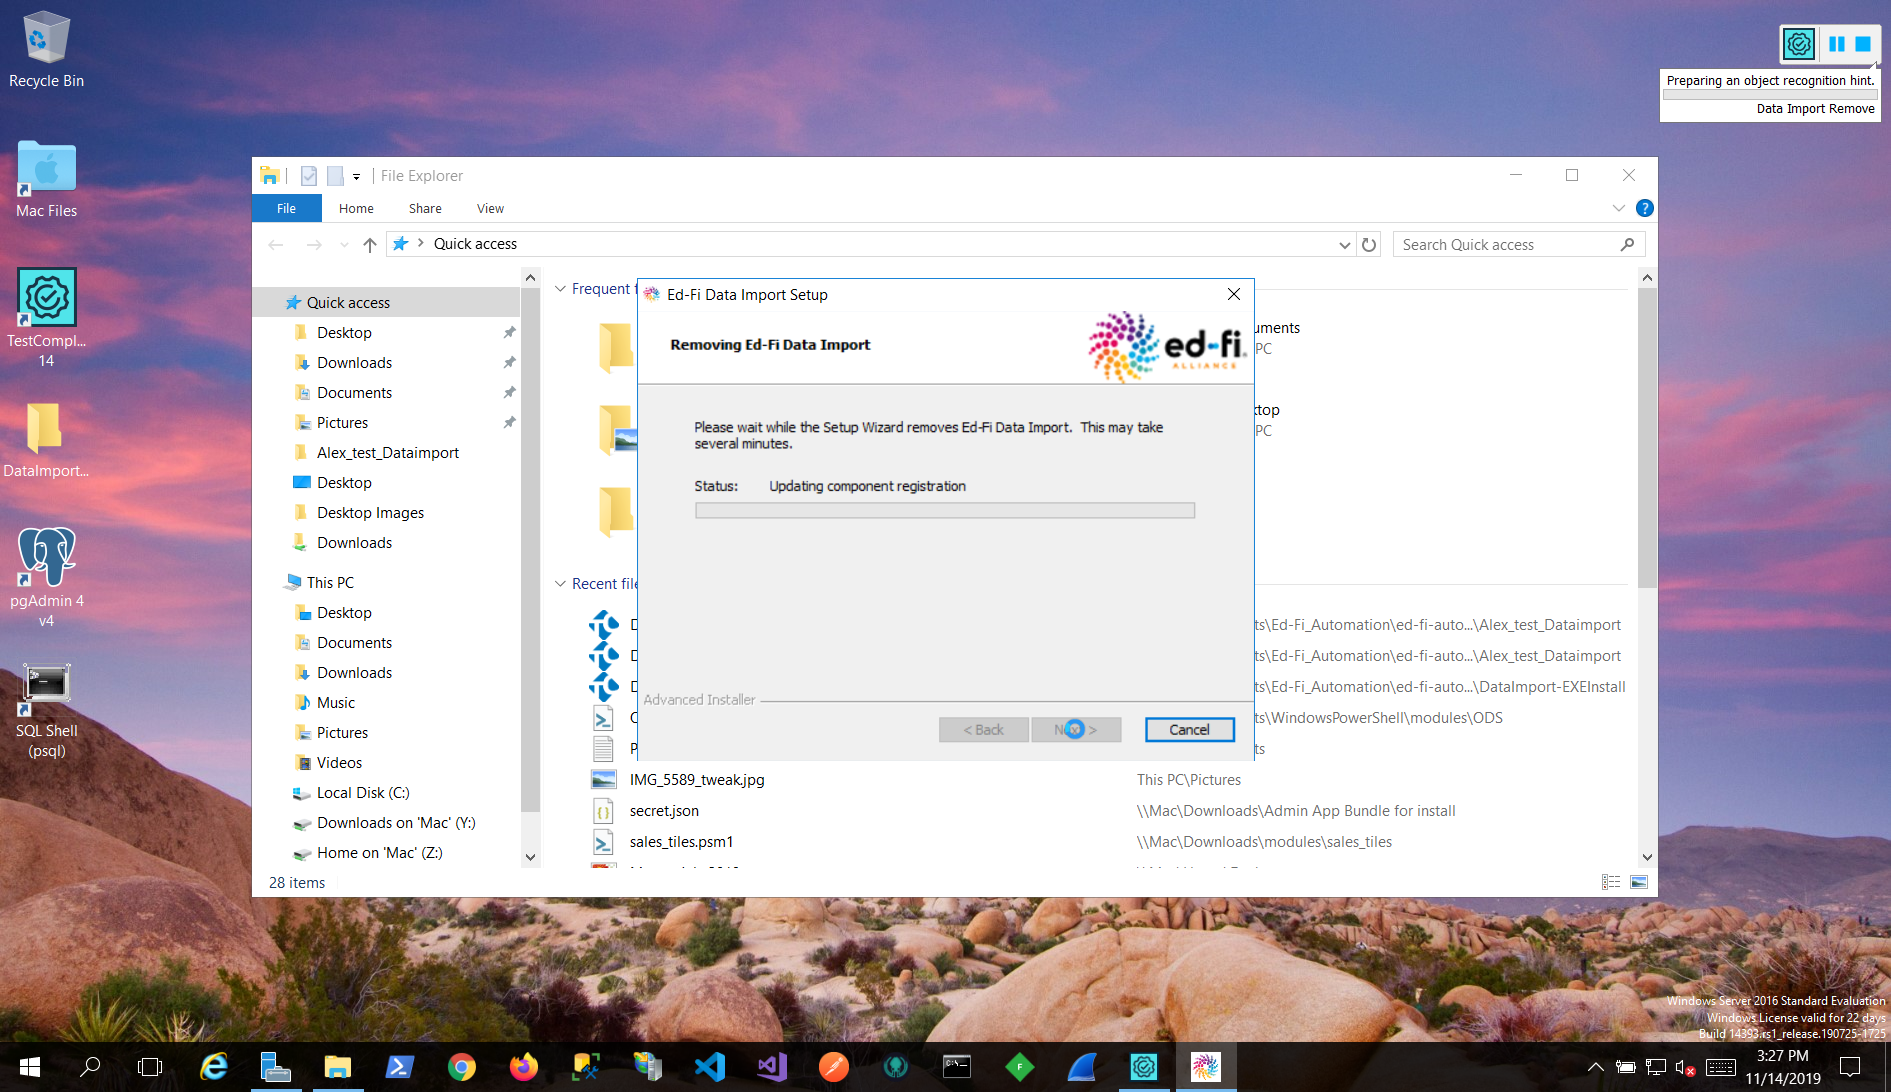 Recycle Bin
Mac Files
TestCompl...
14
DataImport...
pgAdmin 4
v4
SQL Shell
(psql)
Preparing an object recognition hint.
Data Import Remove
File Explorer
File
Home
Share
View
Quick access
Search Quick access
Quick access
Desktop
Downloads
Documents
Pictures
Alex_test_Dataimport
Desktop
Desktop Images
Downloads
This PC
Desktop
Documents
Downloads
Music
Pictures
Videos
Local Disk (C:)
Downloads on 'Mac' (Y:)
Home on 'Mac' (Z:)
28 items
Frequent f
uments
PC
ktop
PC
Ed-Fi Data Import Setup
Removing Ed-Fi Data Import
ed-fi
ALLIANCE
Please wait while the Setup Wizard removes Ed-Fi Data Import. This may take
several minutes.
Status: Updating component registration
Advanced Installer
< Back
Cancel
Recent file
ts\Ed-Fi_Automation\ed-fi-auto...\Alex_test_Dataimport
ts\Ed-Fi_Automation\ed-fi-auto...\Alex_test_Dataimport
ts\Ed-Fi_Automation\ed-fi-auto...\DataImport-EXEInstall
ts\WindowsPowerShell\modules\ODS
ts
IMG_5589_tweak.jpg This PC\Pictures
secret.json \\Mac\Downloads\Admin App Bundle for install
sales_tiles.psm1 \\Mac\Downloads\modules\sales_tiles
Windows Server 2016 Standard Evaluation
Windows License valid for 22 days
Build 14393.rs1_release.190725-1725
3:27 PM
11/14/2019